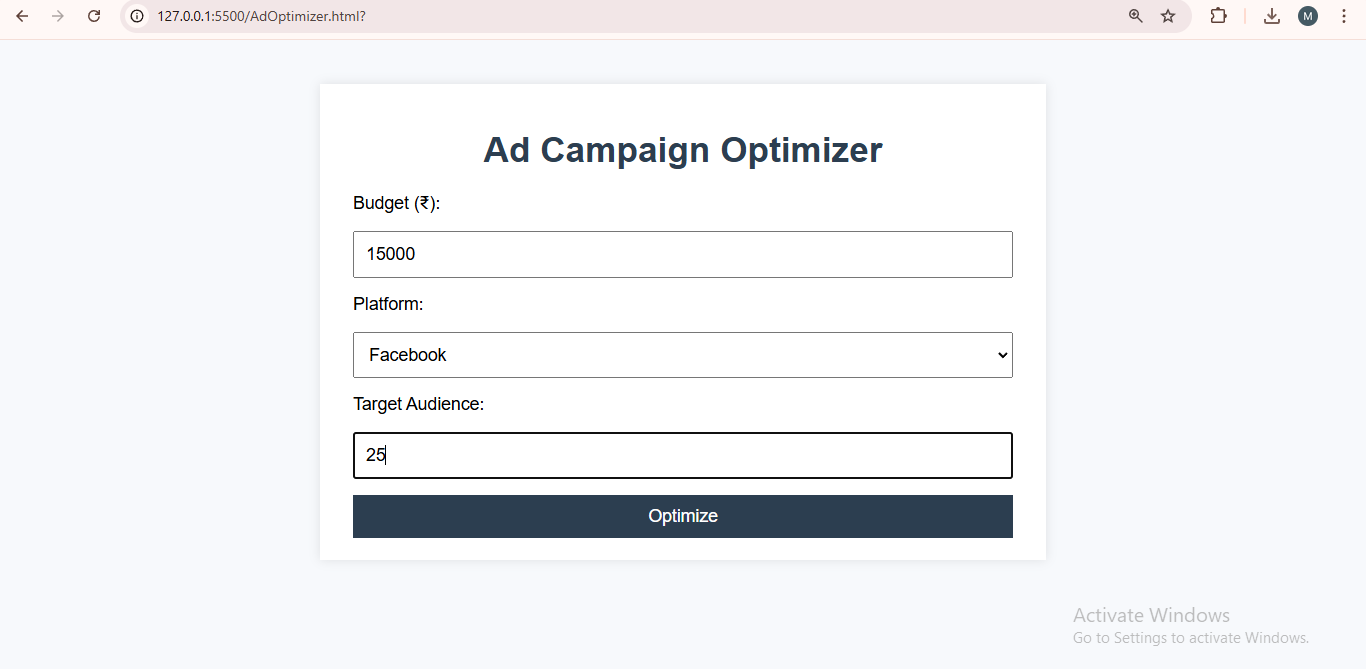 127.0.0.1:5500/AdOptimizer.html?
M
Ad Campaign Optimizer
Budget (₹):
15000
Platform:
Facebook
Target Audience:
25
Optimize
Activate Windows
Go to Settings to activate Windows.